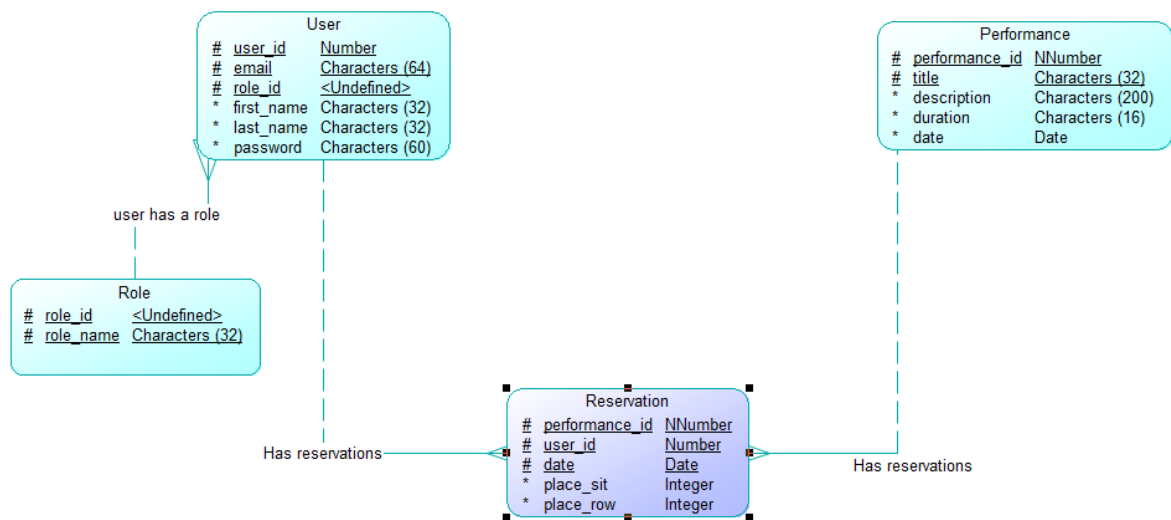 User
# user_id Number
# email Characters (64)
# role_id <Undefined>
* first_name Characters (32)
* last_name Characters (32)
* password Characters (60)
Performance
# performance_id NNumber
# title Characters (32)
* description Characters (200)
* duration Characters (16)
* date Date
user has a role
Role
# role_id <Undefined>
# role_name Characters (32)
Has reservations
Reservation
# performance_id NNumber
# user_id Number
# date Date
* place_sit Integer
* place_row Integer
Has reservations